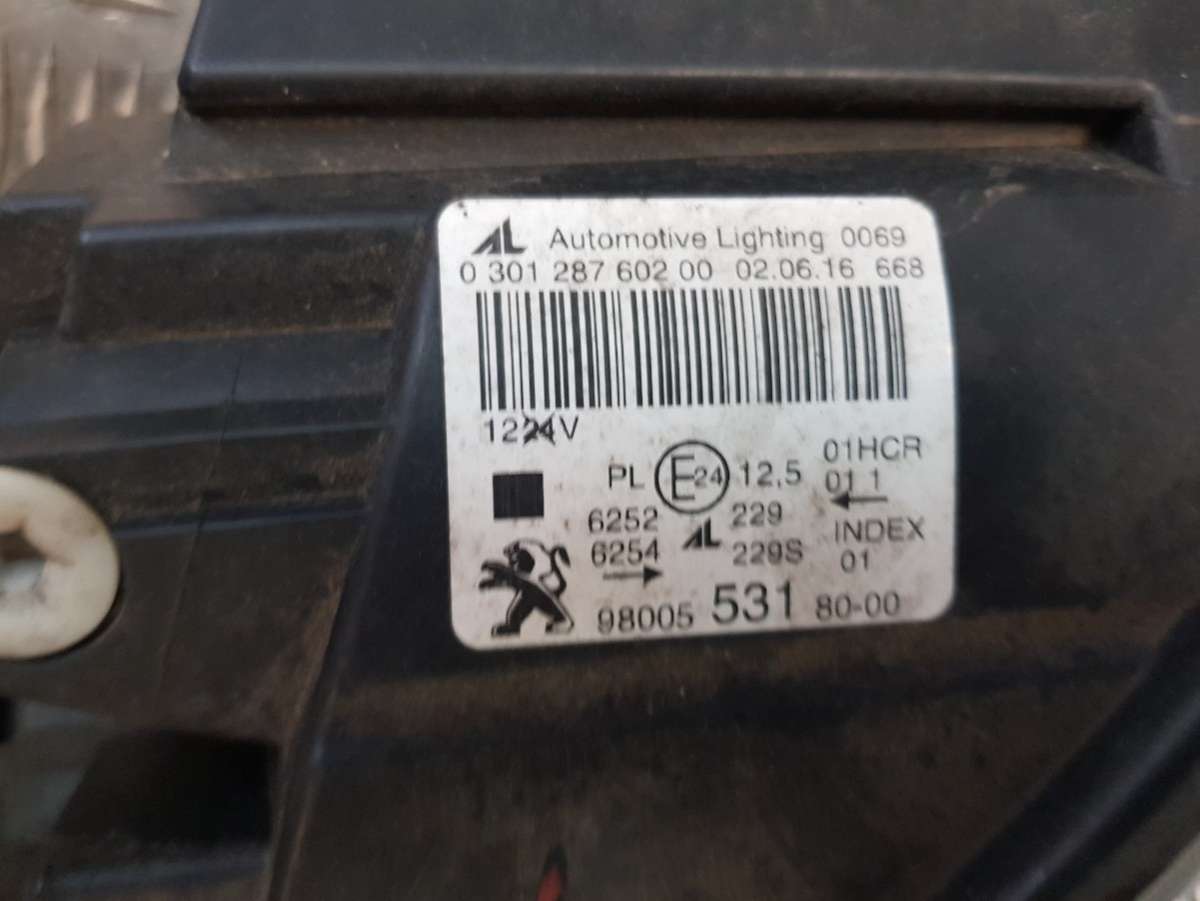 AL Automotive Lighting 0069
0 301 287 602 00 02.06.16 668
1224V
PL E24 12,5 01HCR
01 1
6252 AL 229 INDEX
6254 229S 01
98005 531 80-00